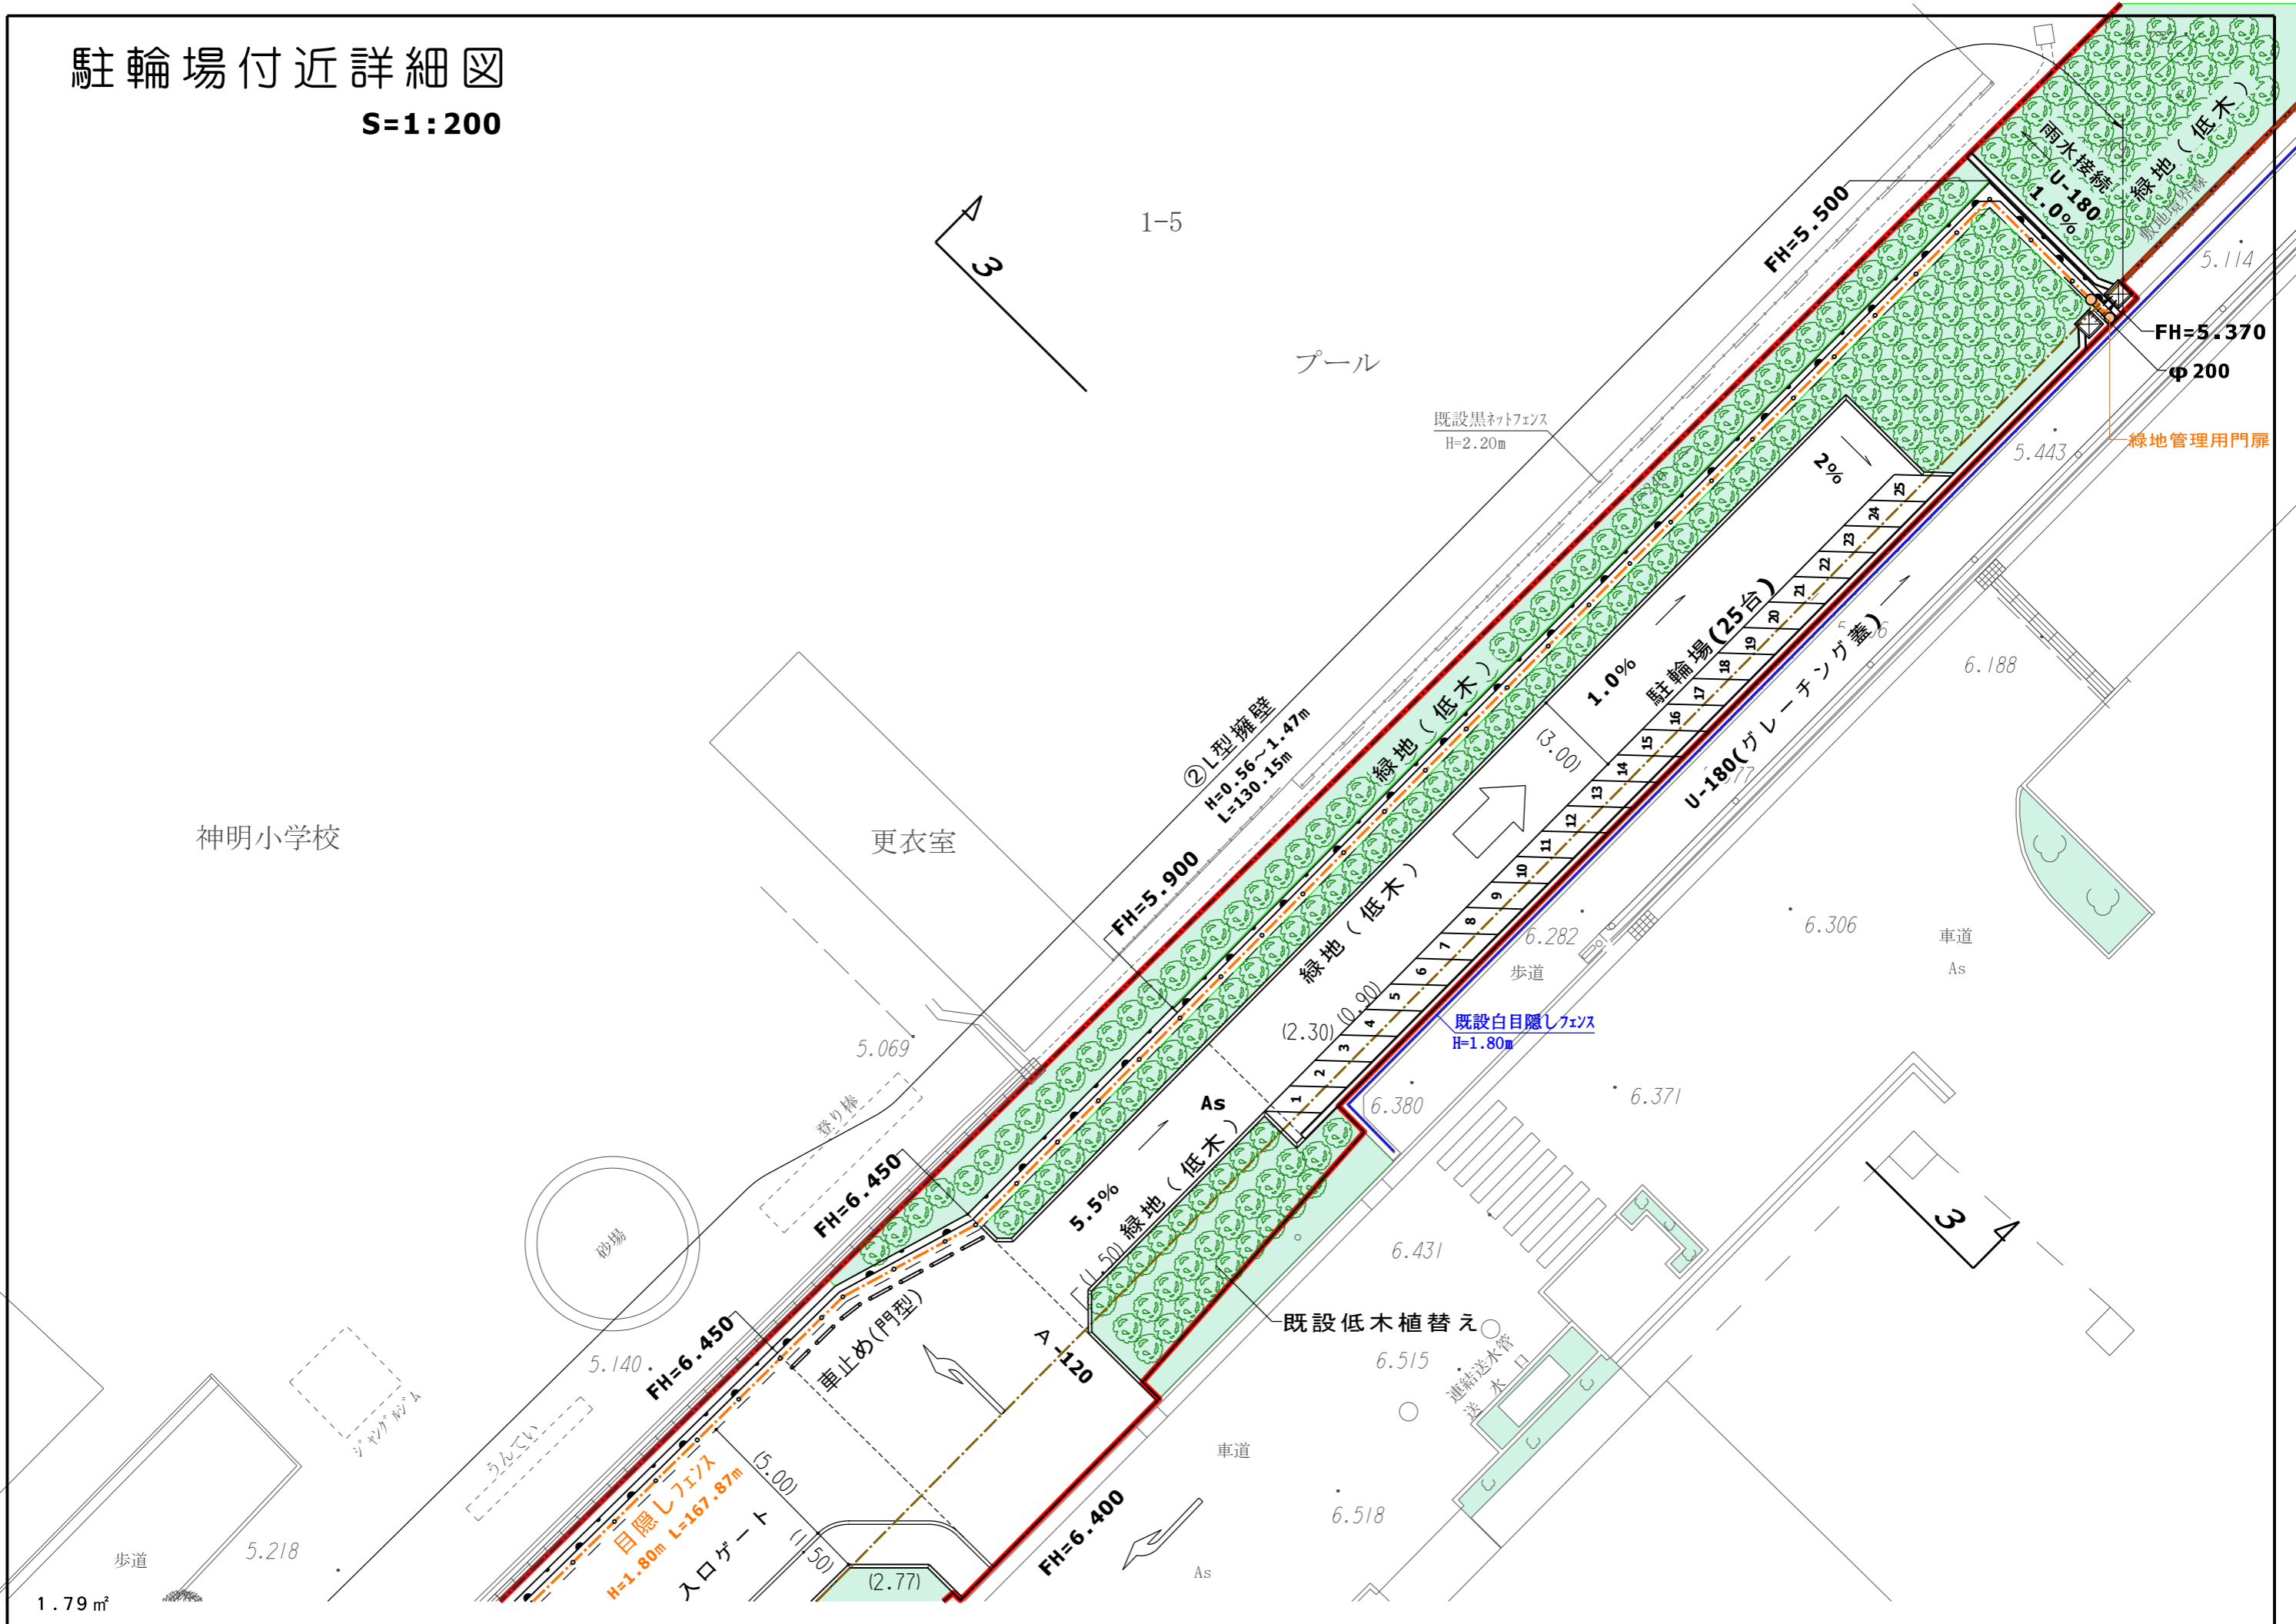 駐輪場付近詳細図
S=1:200
1-5
プール
既設黒ネットフェンス
H=2.20m
FH=5.500
雨水接続
U-180
1.0%
緑地(低木)
敷地境界線
5.114
FH=5.370
φ200
緑地管理用門扉
5.443
2%
3
4
25
24
23
22
21
20
19
18
17
16
15
14
13
12
11
10
9
8
7
6
5
4
3
2
1
駐輪場(25台)
1.0%
(3.00)
U-180(グレーチング蓋)
6.188
緑地(低木)
②L型擁壁
H=0.56~1.47m
L=130.15m
神明小学校
更衣室
FH=5.900
緑地(低木)
(2.30)
(0.90)
6.282
歩道
6.306
車道
As
既設白目隠しフェンス
H=1.80m
5.069
登り棒
As
6.380
6.371
FH=6.450
5.5%
緑地(低木)
(1.50)
砂場
6.431
3
4
既設低木植替え
6.515
連結送水管
送水口
FH=6.450
車止め(門型)
A-120
5.140
ジャングルジム
うんてい
目隠しフェンス
H=1.80m L=167.87m
(5.00)
入口ゲート
(1.50)
(2.77)
FH=6.400
車道
6.518
As
歩道
5.218
1.79㎡